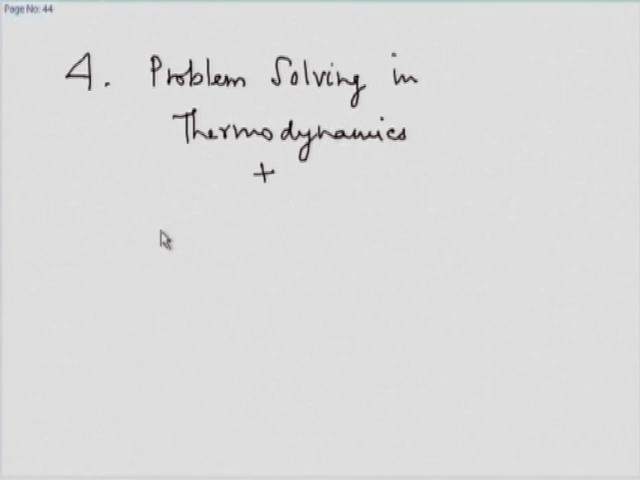 Page No: 44
4. Problem Solving in
Thermodynamics
+